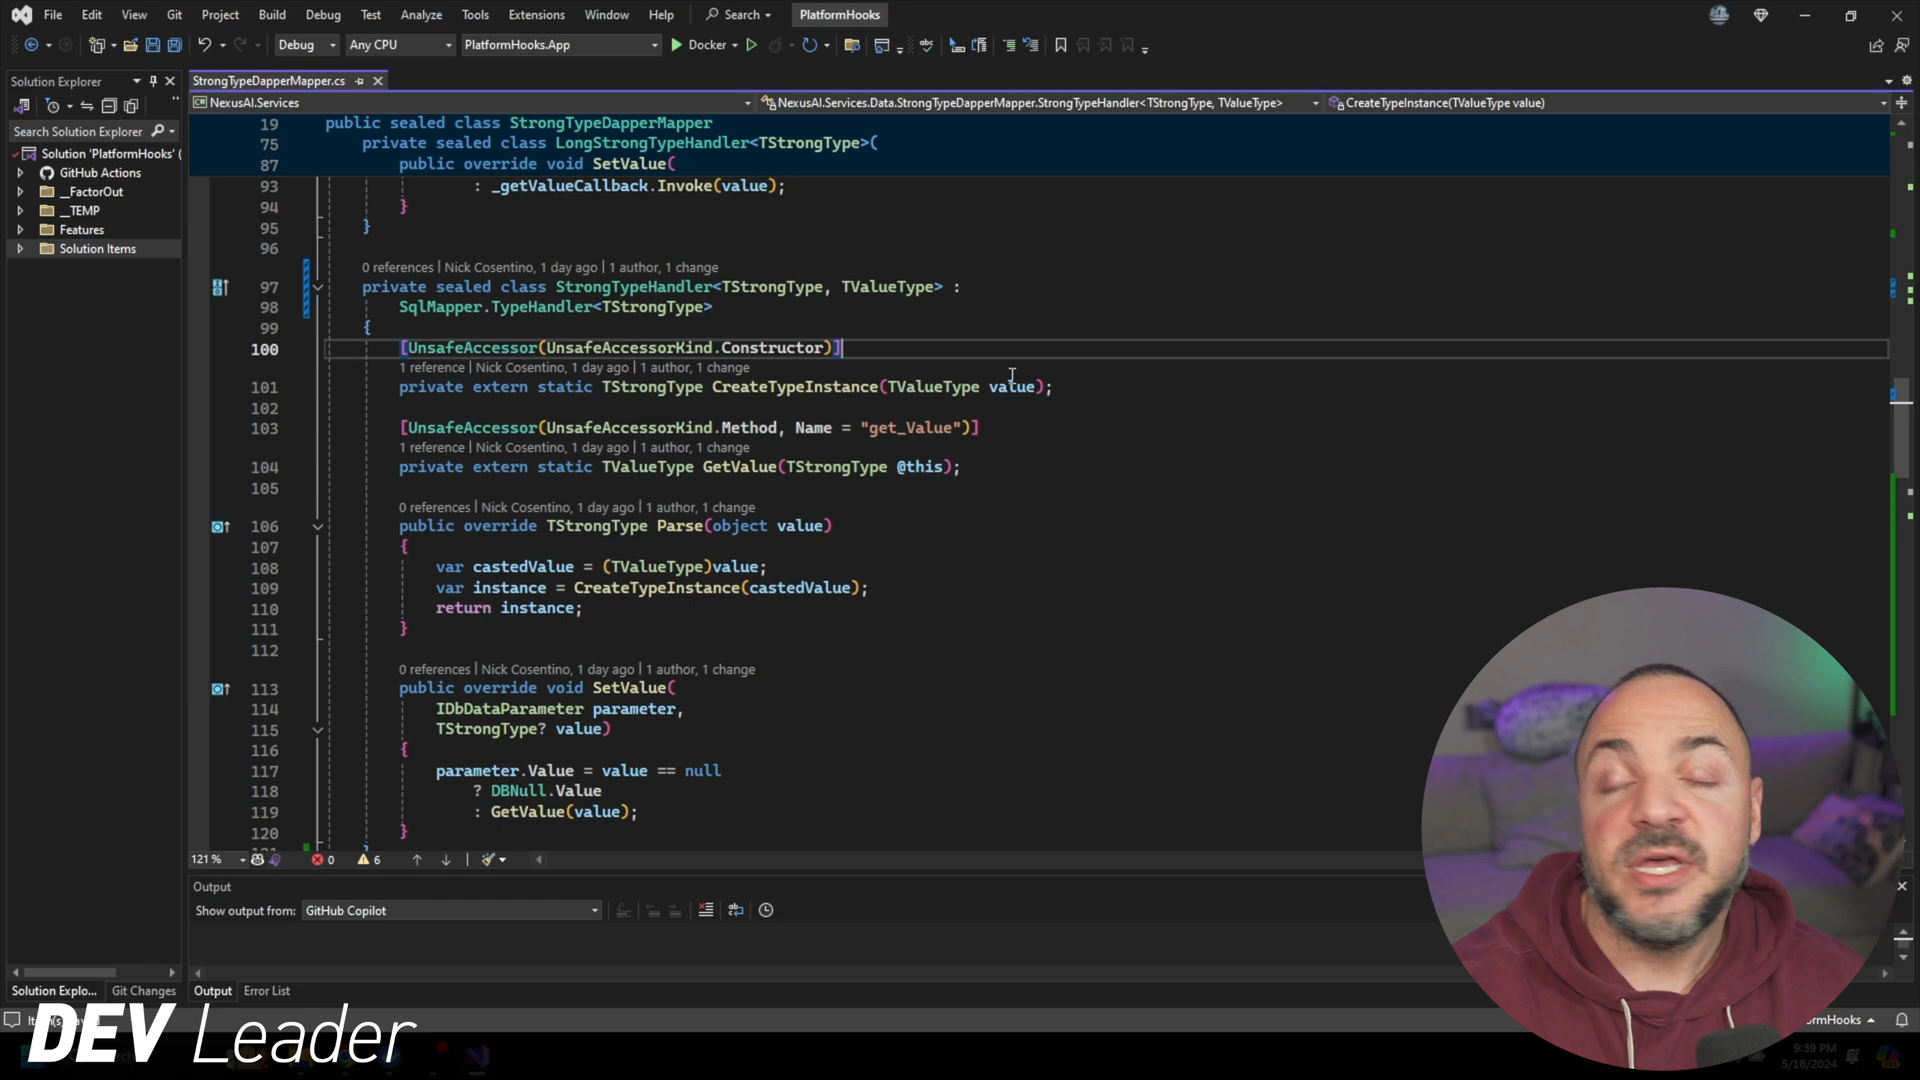 File Edit View Git Project Build Debug Test Analyze Tools Extensions Window Help Search PlatformHooks
Debug Any CPU PlatformHooks.App Docker
Solution Explorer
StrongTypeDapperMapper.cs
NexusAI.Services NexusAI.Services.Data.StrongTypeDapperMapper.StrongTypeHandler<TStrongType, TValueType> CreateTypeInstance(TValueType value)
Search Solution Explorer
Solution 'PlatformHooks' (
GitHub Actions
__FactorOut
__TEMP
Features
Solution Items
19 public sealed class StrongTypeDapperMapper
75 private sealed class LongStrongTypeHandler<TStrongType>(
87 public override void SetValue(
93 : _getValueCallback.Invoke(value);
94 }
95 }
96
0 references | Nick Cosentino, 1 day ago | 1 author, 1 change
97 private sealed class StrongTypeHandler<TStrongType, TValueType> :
98 SqlMapper.TypeHandler<TStrongType>
99 {
100 [UnsafeAccessor(UnsafeAccessorKind.Constructor)]
1 reference | Nick Cosentino, 1 day ago | 1 author, 1 change
101 private extern static TStrongType CreateTypeInstance(TValueType value);
102
103 [UnsafeAccessor(UnsafeAccessorKind.Method, Name = "get_Value")]
1 reference | Nick Cosentino, 1 day ago | 1 author, 1 change
104 private extern static TValueType GetValue(TStrongType @this);
105
0 references | Nick Cosentino, 1 day ago | 1 author, 1 change
106 public override TStrongType Parse(object value)
107 {
108 var castedValue = (TValueType)value;
109 var instance = CreateTypeInstance(castedValue);
110 return instance;
111 }
112
0 references | Nick Cosentino, 1 day ago | 1 author, 1 change
113 public override void SetValue(
114 IDbDataParameter parameter,
115 TStrongType? value)
116 {
117 parameter.Value = value == null
118 ? DBNull.Value
119 : GetValue(value);
120 }
121 %  0  6
Output
Show output from: GitHub Copilot
Solution Explo... Git Changes Output Error List
DEV Leader
9:39 PM
5/18/2024